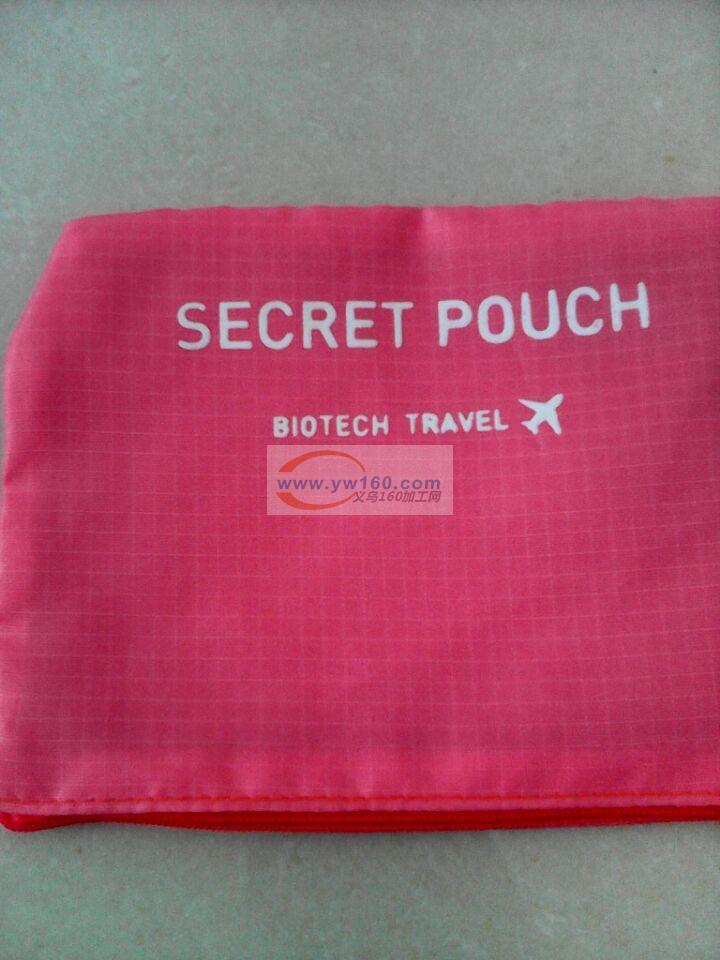 SECRET POUCH
BIOTECH TRAVEL
www.yw160.com
义乌160加工网